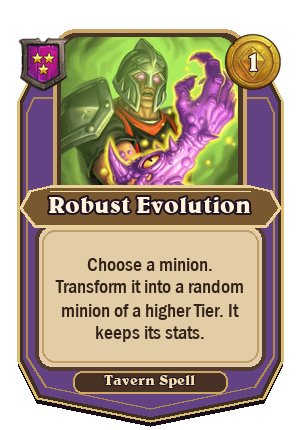 1
Robust Evolution
Choose a minion.
Transform it into a random
minion of a higher Tier. It
keeps its stats.
Tavern Spell